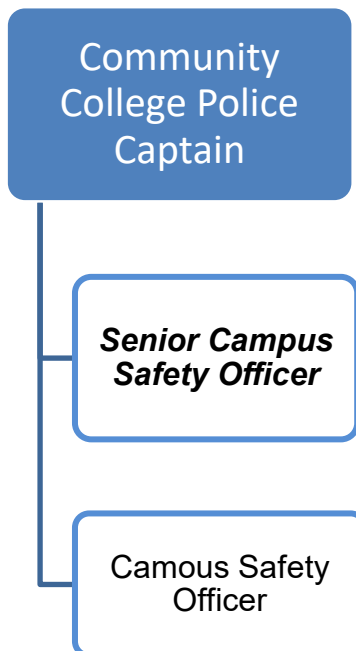 Community
College Police
Captain
Senior Campus
Safety Officer
Camous Safety
Officer